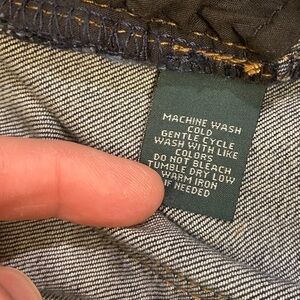 MACHINE WASH
COLD
GENTLE CYCLE
WASH WITH LIKE
COLORS
DO NOT BLEACH
TUMBLE DRY LOW
WARM IRON
IF NEEDED